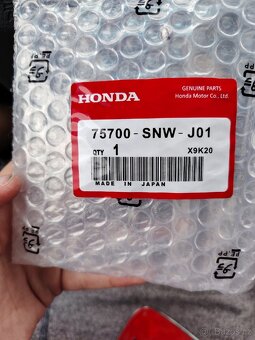 HONDA
GENUINE PARTS
Honda Motor Co., Ltd.
75700-SNW-J01
QTY 1 X9K20
MADE IN JAPAN